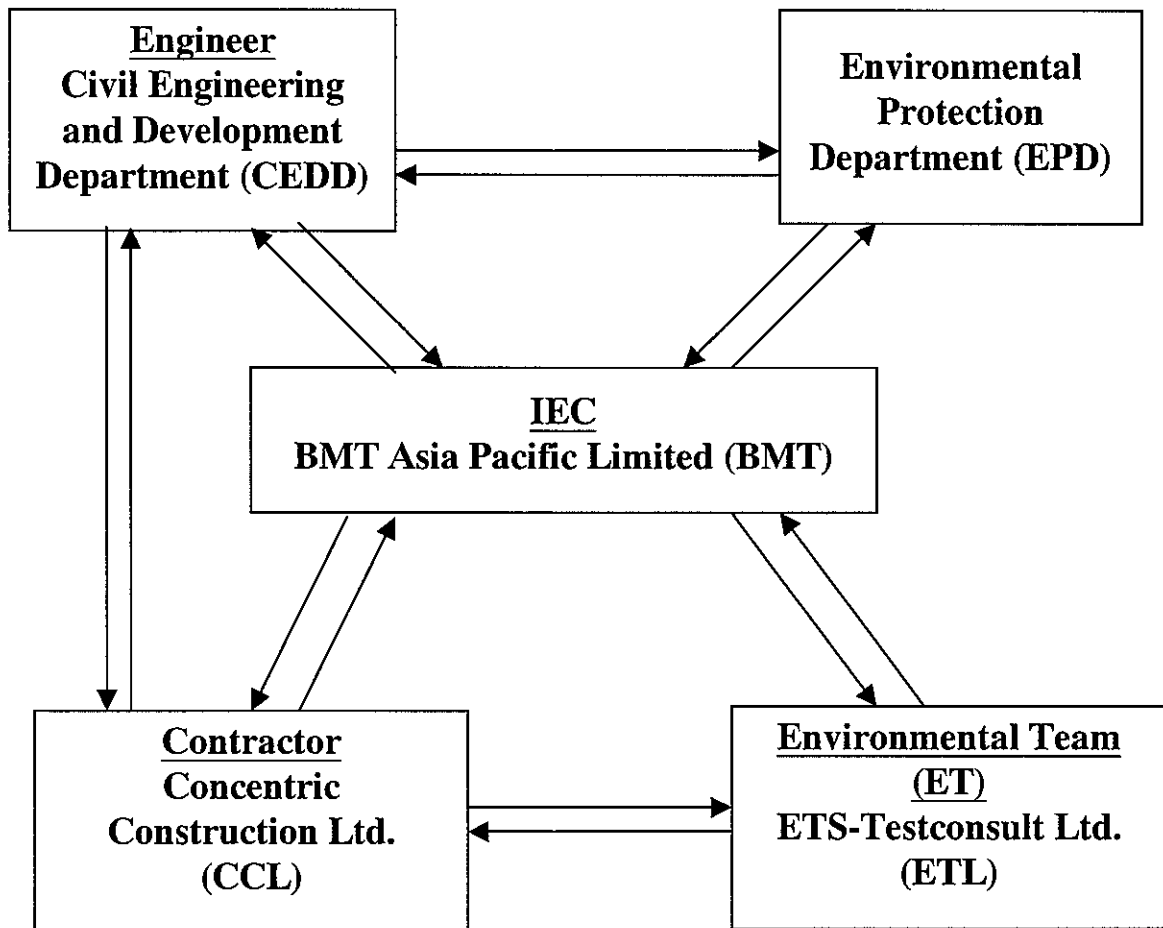 Engineer
Civil Engineering
and Development
Department (CEDD)
Environmental
Protection
Department (EPD)
IEC
BMT Asia Pacific Limited (BMT)
Contractor
Concentric
Construction Ltd.
(CCL)
Environmental Team
(ET)
ETS-Testconsult Ltd.
(ETL)